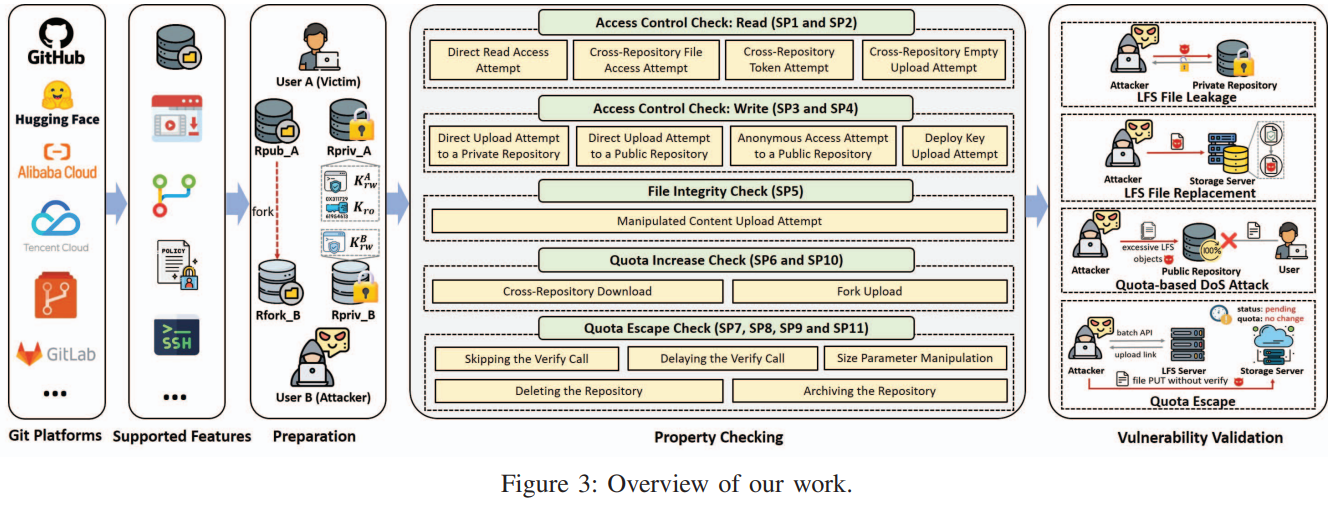 GitHub
Hugging Face
Alibaba Cloud
Tencent Cloud
GitLab
...
Git Platforms
POLICY
>_
SSH
...
Supported Features
User A (Victim)
Rpub_A
Rpriv_A
K^A_rw
K_ro
fork
K^B_rw
Rfork_B
Rpriv_B
User B (Attacker)
Preparation
Access Control Check: Read (SP1 and SP2)
Direct Read Access
Attempt
Cross-Repository File
Access Attempt
Cross-Repository
Token Attempt
Cross-Repository Empty
Upload Attempt
Access Control Check: Write (SP3 and SP4)
Direct Upload Attempt
to a Private Repository
Direct Upload Attempt
to a Public Repository
Anonymous Access Attempt
to a Public Repository
Deploy Key
Upload Attempt
File Integrity Check (SP5)
Manipulated Content Upload Attempt
Quota Increase Check (SP6 and SP10)
Cross-Repository Download
Fork Upload
Quota Escape Check (SP7, SP8, SP9 and SP11)
Skipping the Verify Call
Delaying the Verify Call
Size Parameter Manipulation
Deleting the Repository
Archiving the Repository
Property Checking
Attacker
Private Repository
LFS File Leakage
Attacker
Storage Server
LFS File Replacement
100%
excessive LFS
objects
Attacker
Public Repository
User
Quota-based DoS Attack
status: pending
quota: no change
batch API
upload link
Attacker
LFS Server
Storage Server
file PUT without verify
Quota Escape
Vulnerability Validation
Figure 3: Overview of our work.